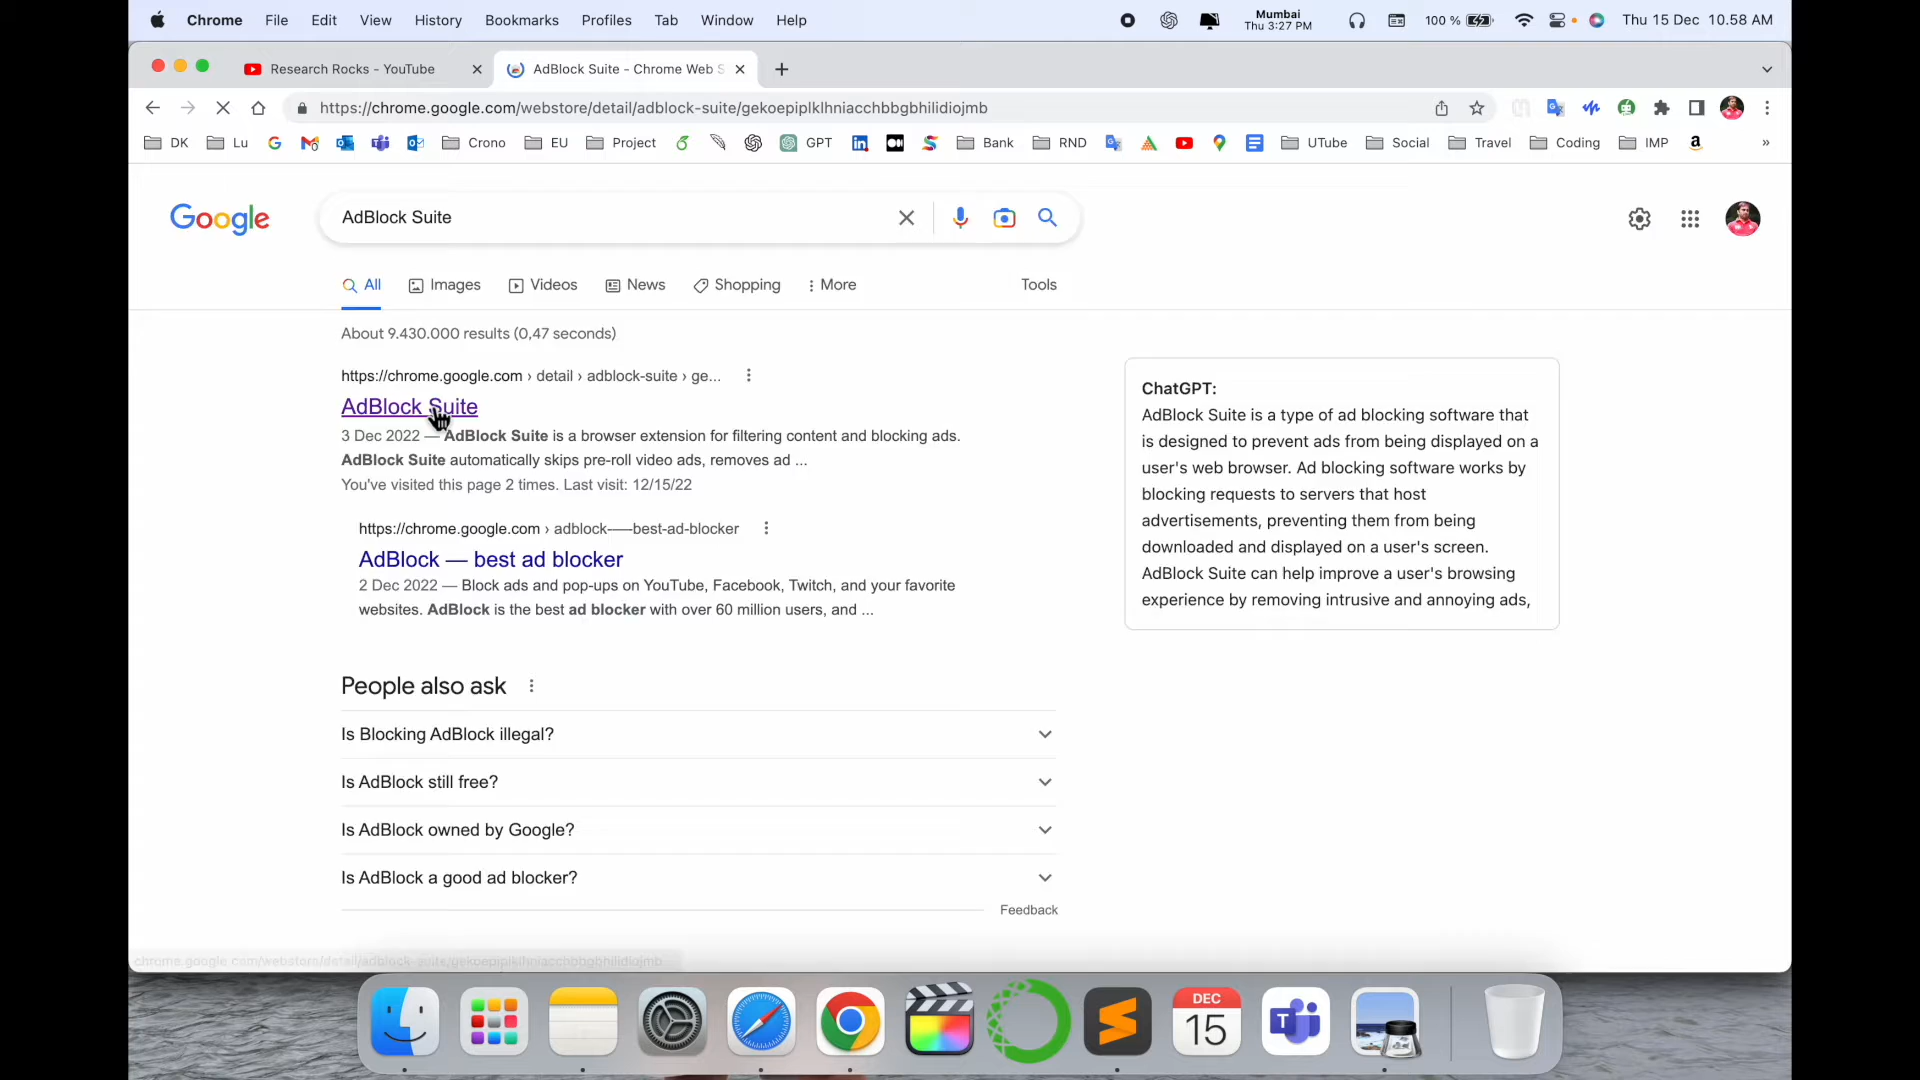 Chrome File Edit View History Bookmarks Profiles Tab Window Help Mumbai Thu 3:27 PM 100 % Thu 15 Dec 10.58 AM
Research Rocks - YouTube AdBlock Suite - Chrome Web S
https://chrome.google.com/webstore/detail/adblock-suite/gekoepiplklhniacchbbgbhilidiojmb
DK Lu Crono EU Project GPT Bank RND UTube Social Travel Coding IMP »
Google AdBlock Suite
All Images Videos News Shopping More Tools
About 9.430.000 results (0,47 seconds)
https://chrome.google.com › detail › adblock-suite › ge...
AdBlock Suite
3 Dec 2022 — AdBlock Suite is a browser extension for filtering content and blocking ads.
AdBlock Suite automatically skips pre-roll video ads, removes ad ...
You've visited this page 2 times. Last visit: 12/15/22
https://chrome.google.com › adblock-—-best-ad-blocker
AdBlock — best ad blocker
2 Dec 2022 — Block ads and pop-ups on YouTube, Facebook, Twitch, and your favorite
websites. AdBlock is the best ad blocker with over 60 million users, and ...
People also ask
Is Blocking AdBlock illegal?
Is AdBlock still free?
Is AdBlock owned by Google?
Is AdBlock a good ad blocker?
Feedback
ChatGPT:
AdBlock Suite is a type of ad blocking software that
is designed to prevent ads from being displayed on a
user's web browser. Ad blocking software works by
blocking requests to servers that host
advertisements, preventing them from being
downloaded and displayed on a user's screen.
AdBlock Suite can help improve a user's browsing
experience by removing intrusive and annoying ads,
chrome.google.com/webstore/detail/adblock-suite/gekoepiplklhniacchbbgbhilidiojmb
DEC
15